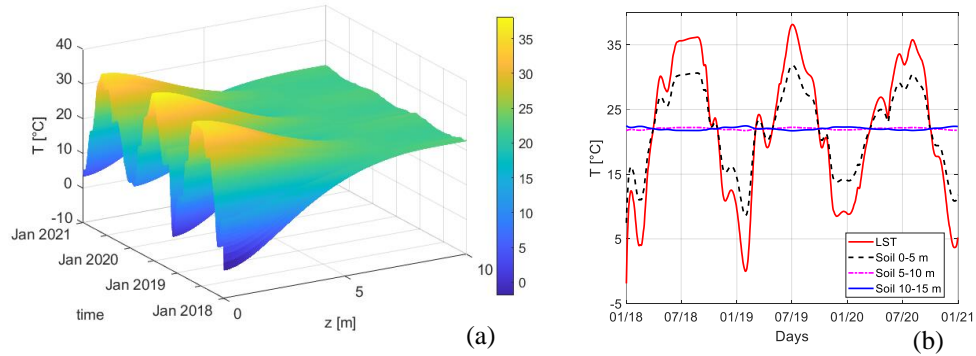 40
30
20
10
0
-10
T [°C]
Jan 2021
Jan 2020
Jan 2019
Jan 2018
time
0
5
10
z [m]
35
30
25
20
15
10
5
0
(a)
35
25
15
5
-5
T [°C]
LST
Soil 0-5 m
Soil 5-10 m
Soil 10-15 m
01/18 07/18 01/19 07/19 01/20 07/20 01/21
Days
(b)